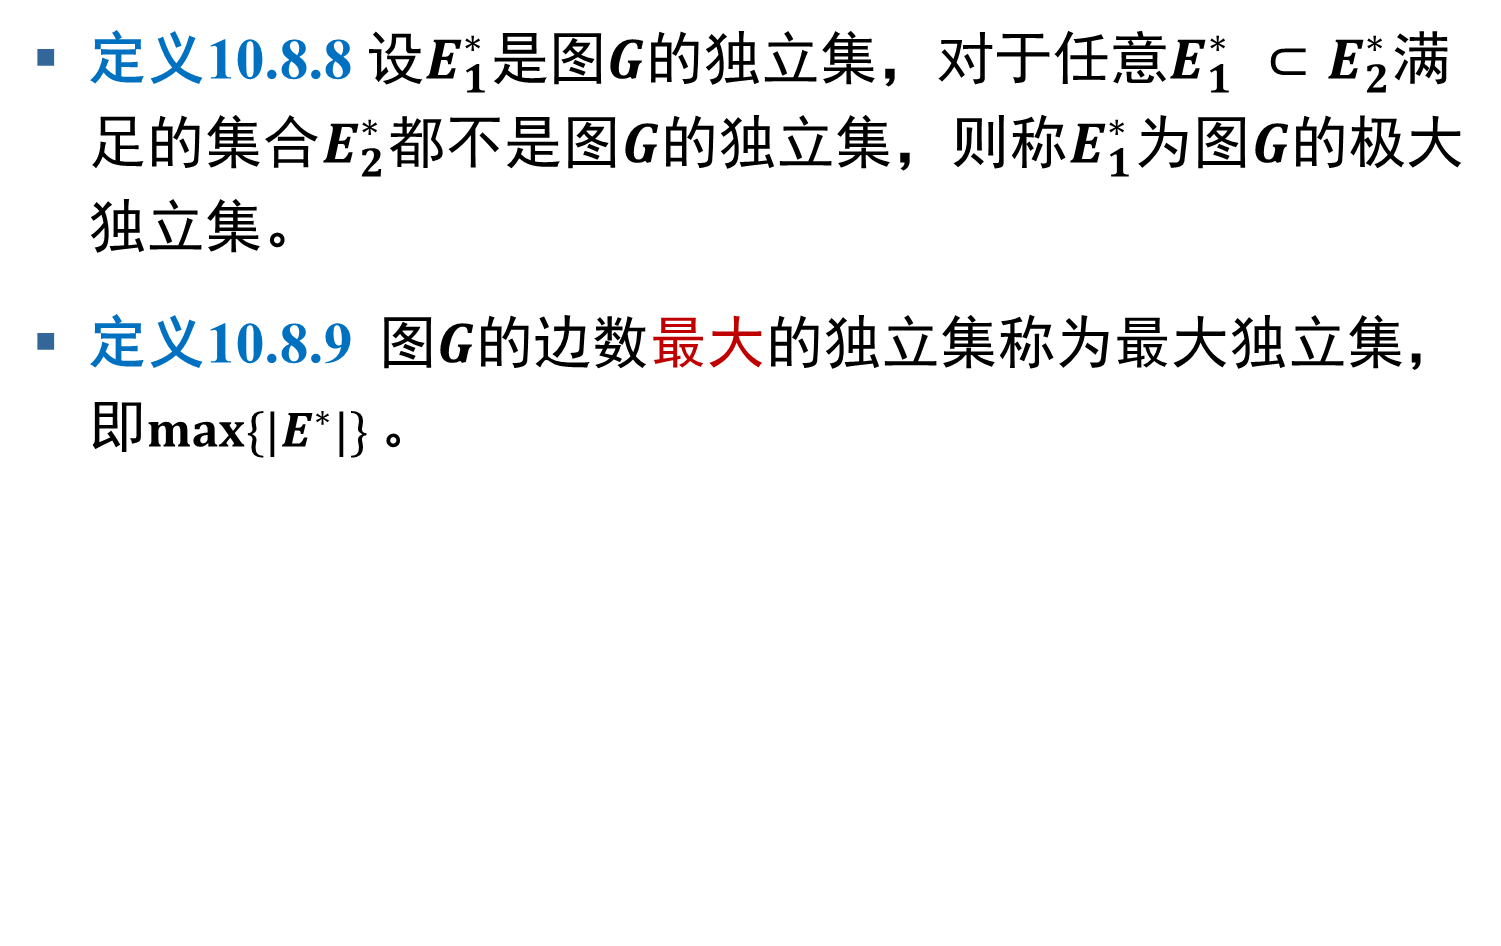 ▪ 定义10.8.8 设E₁*是图G的独立集，对于任意E₁* ⊂ E₂*满
足的集合E₂*都不是图G的独立集，则称E₁*为图G的极大
独立集。
▪ 定义10.8.9 图G的边数最大的独立集称为最大独立集，
即max{|E*|} 。